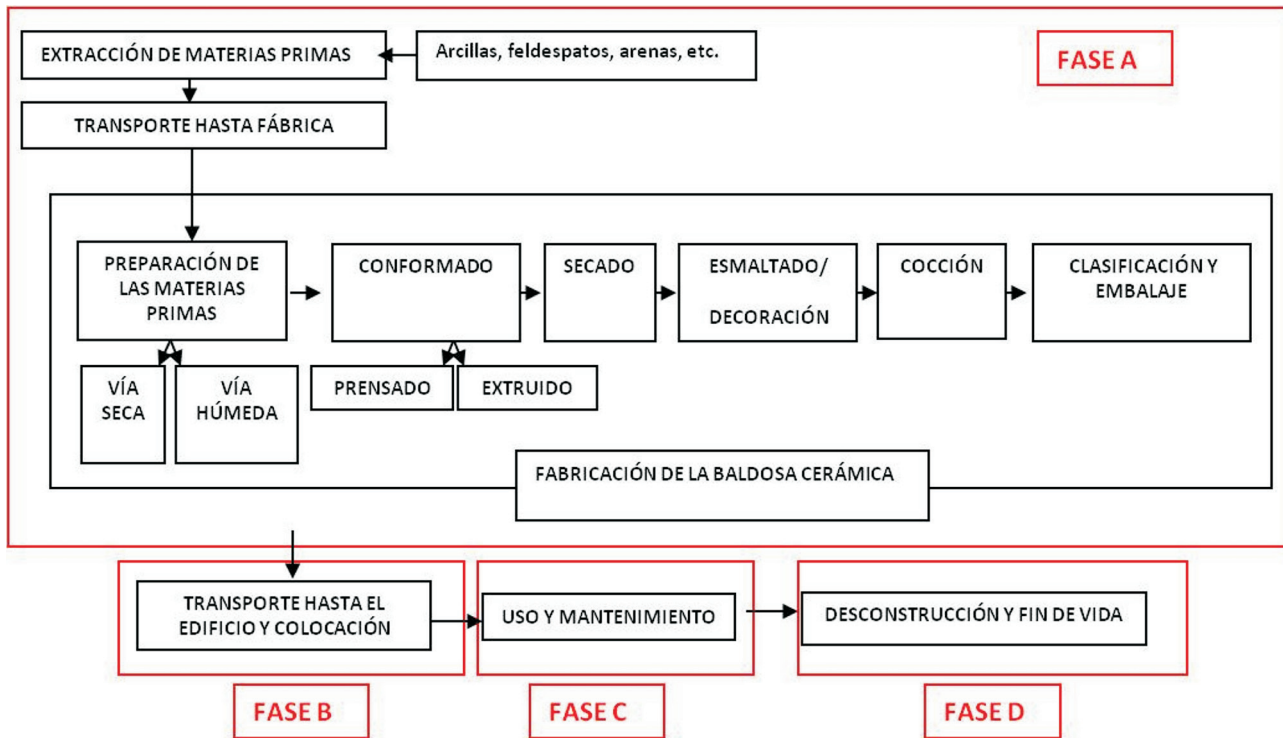 EXTRACCIÓN DE MATERIAS PRIMAS
Arcillas, feldespatos, arenas, etc.
FASE A
TRANSPORTE HASTA FÁBRICA
PREPARACIÓN DE
LAS MATERIAS
PRIMAS
CONFORMADO
SECADO
ESMALTADO/
DECORACIÓN
COCCIÓN
CLASIFICACIÓN Y
EMBALAJE
VÍA
SECA
VÍA
HÚMEDA
PRENSADO
EXTRUIDO
FABRICACIÓN DE LA BALDOSA CERÁMICA
TRANSPORTE HASTA EL
EDIFICIO Y COLOCACIÓN
USO Y MANTENIMIENTO
DESCONSTRUCCIÓN Y FIN DE VIDA
FASE B
FASE C
FASE D